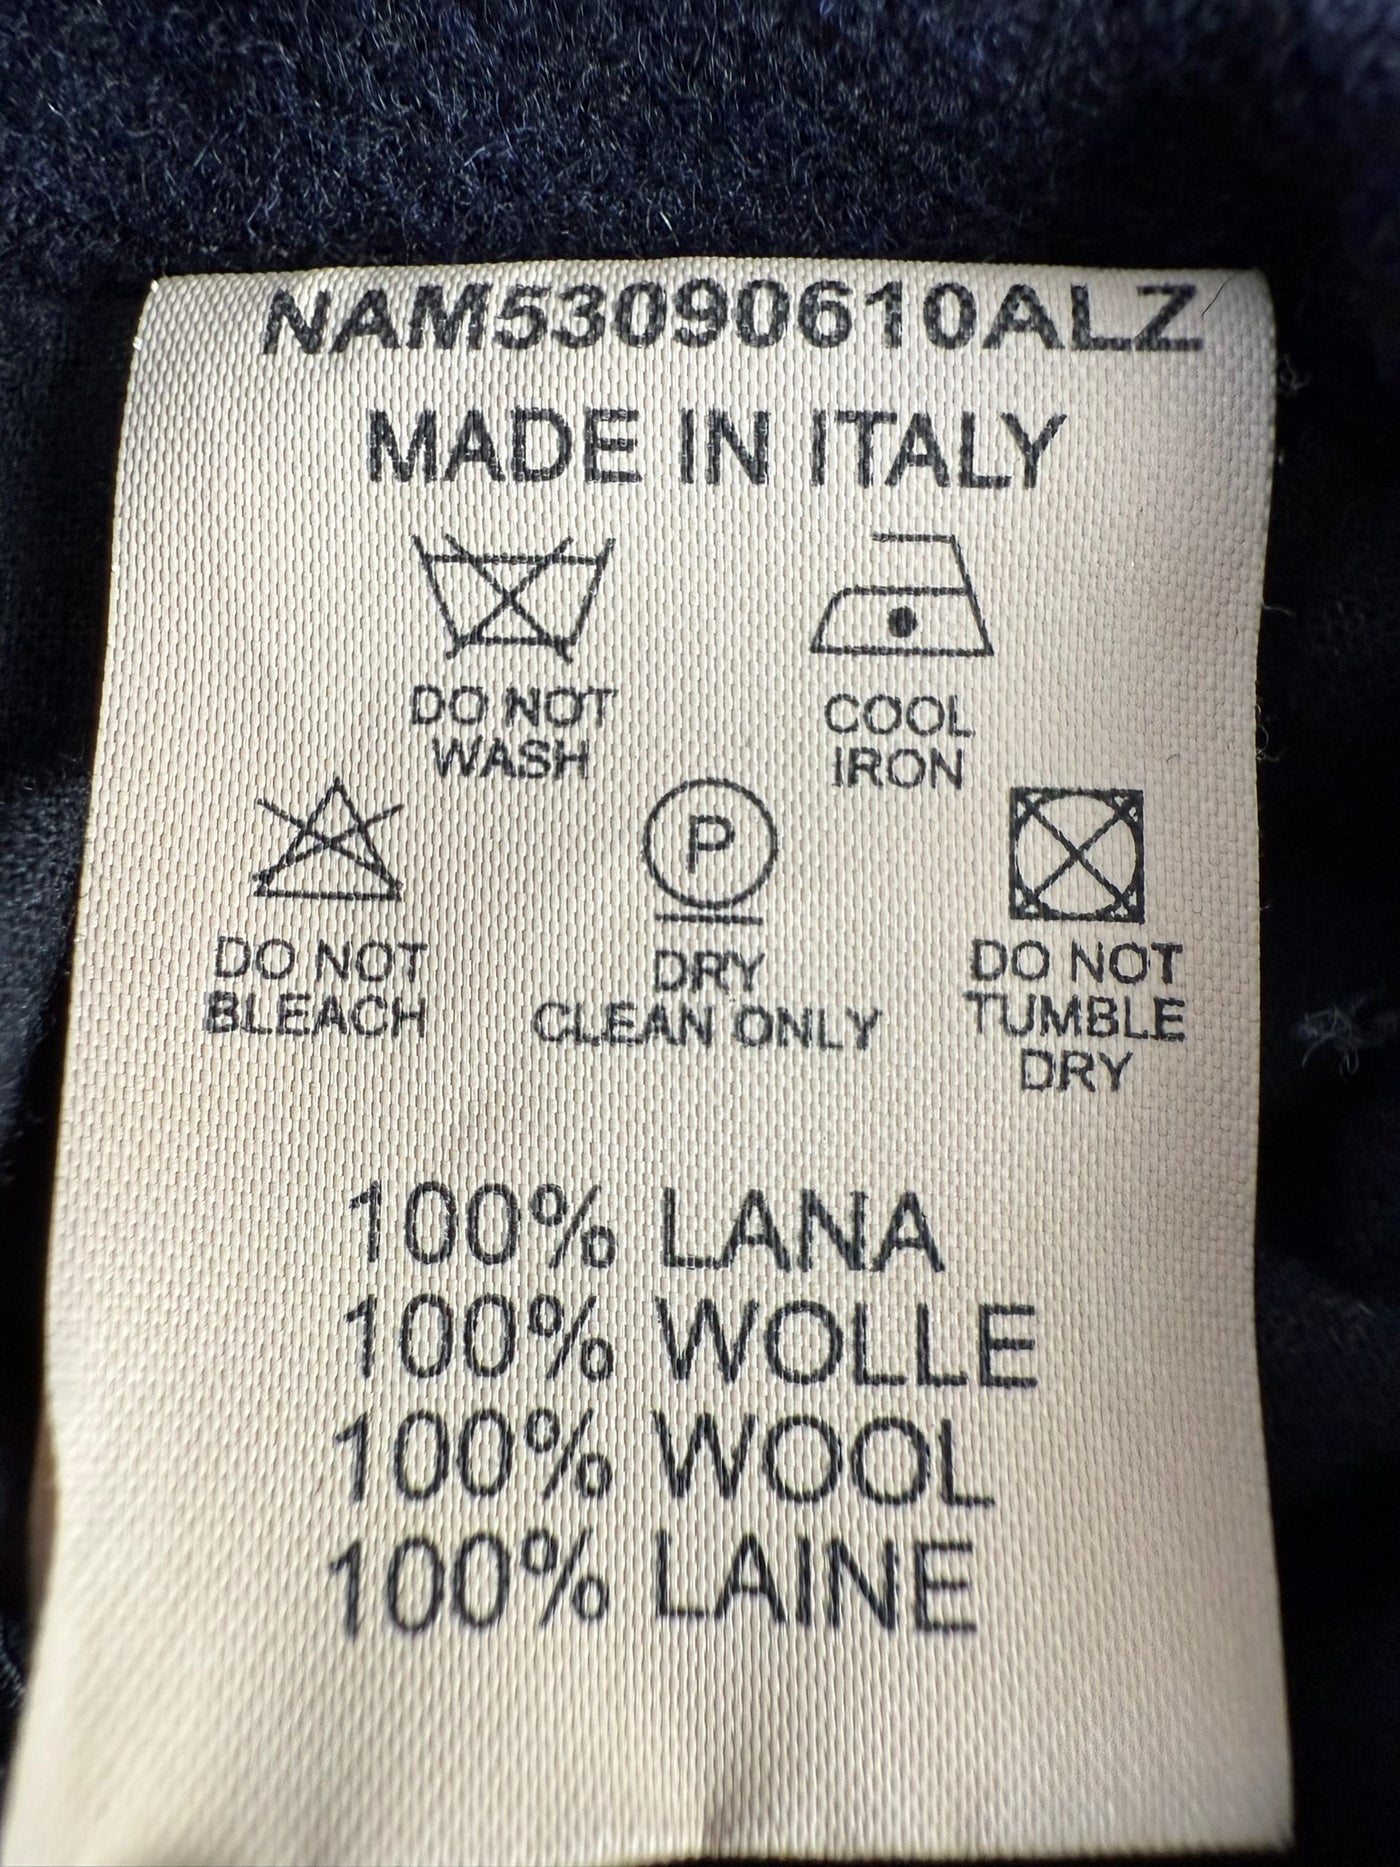 NAM53090610ALZ
MADE IN ITALY
DO NOT
WASH
COOL
IRON
P
DO NOT
BLEACH
DRY
CLEAN ONLY
DO NOT
TUMBLE
DRY
100% LANA
100% WOLLE
100% WOOL
100% LAINE